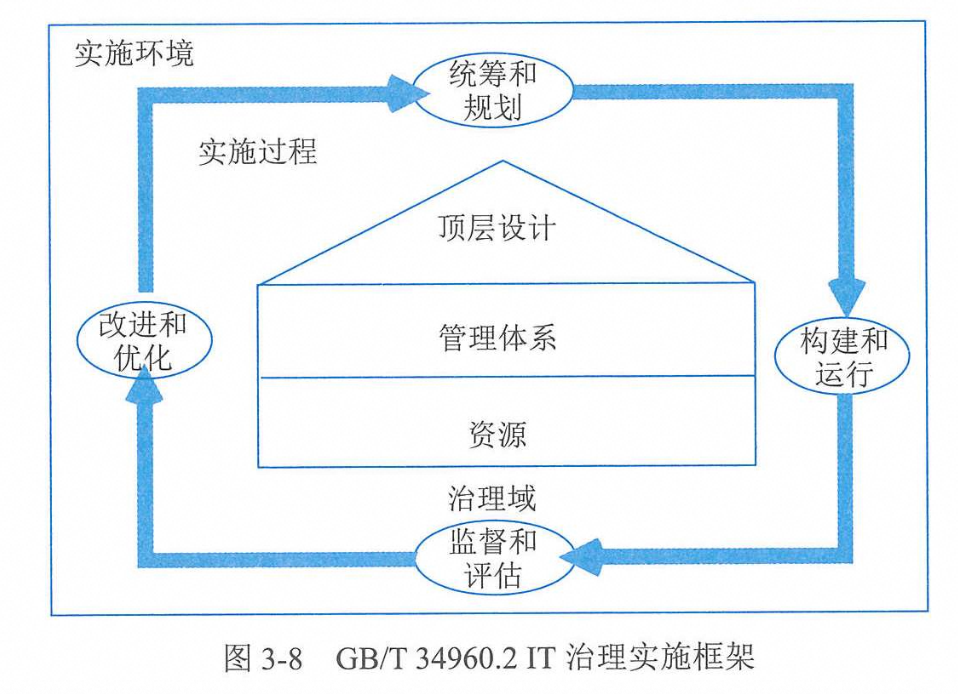 实施环境
统筹和
规划
实施过程
顶层设计
改进和
优化
管理体系
构建和
运行
资源
治理域
监督和
评估
图 3-8 GB/T 34960.2 IT 治理实施框架